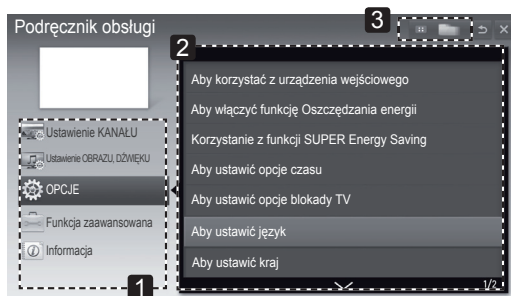 Podręcznik obsługi
3
2
Ustawienie KANAŁU
Ustawienie OBRAZU, DŹWIĘKU
OPCJE
Funkcja zaawansowana
Informacja
1
Aby korzystać z urządzenia wejściowego
Aby włączyć funkcję Oszczędzania energii
Korzystanie z funkcji SUPER Energy Saving
Aby ustawić opcje czasu
Aby ustawić opcje blokady TV
Aby ustawić język
Aby ustawić kraj
1/2